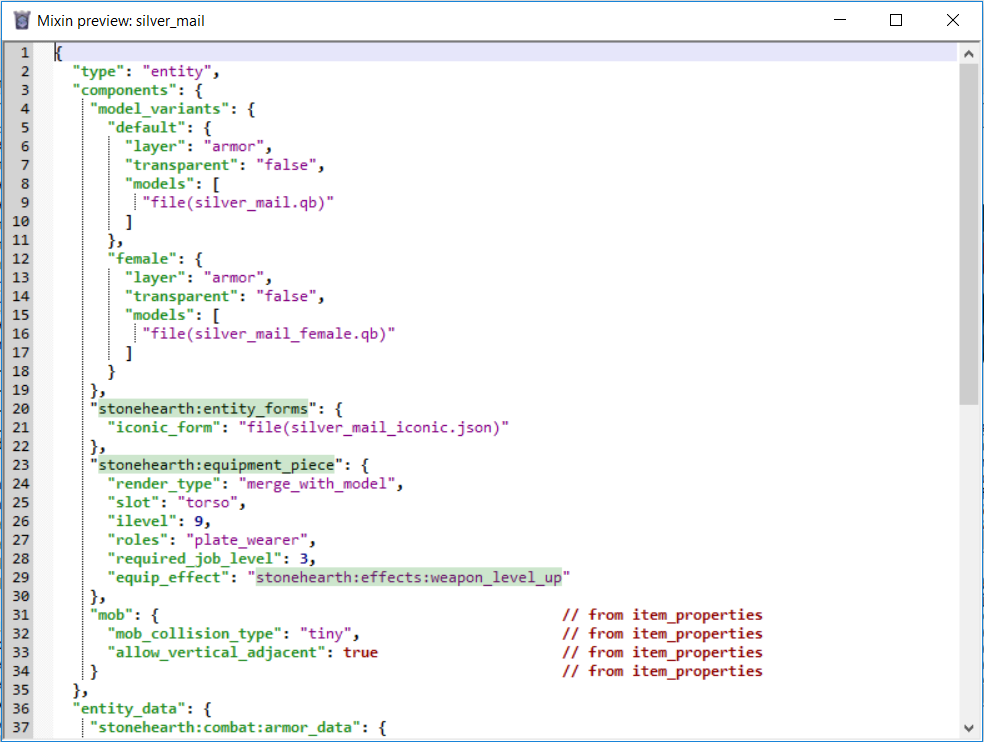 Mixin preview: silver_mail
1 {
2 "type": "entity",
3 "components": {
4 "model_variants": {
5 "default": {
6 "layer": "armor",
7 "transparent": "false",
8 "models": [
9 "file(silver_mail.qb)"
10 ]
11 },
12 "female": {
13 "layer": "armor",
14 "transparent": "false",
15 "models": [
16 "file(silver_mail_female.qb)"
17 ]
18 }
19 },
20 "stonehearth:entity_forms": {
21 "iconic_form": "file(silver_mail_iconic.json)"
22 },
23 "stonehearth:equipment_piece": {
24 "render_type": "merge_with_model",
25 "slot": "torso",
26 "ilevel": 9,
27 "roles": "plate_wearer",
28 "required_job_level": 3,
29 "equip_effect": "stonehearth:effects:weapon_level_up"
30 },
31 "mob": { // from item_properties
32 "mob_collision_type": "tiny", // from item_properties
33 "allow_vertical_adjacent": true // from item_properties
34 } // from item_properties
35 },
36 "entity_data": {
37 "stonehearth:combat:armor_data": {